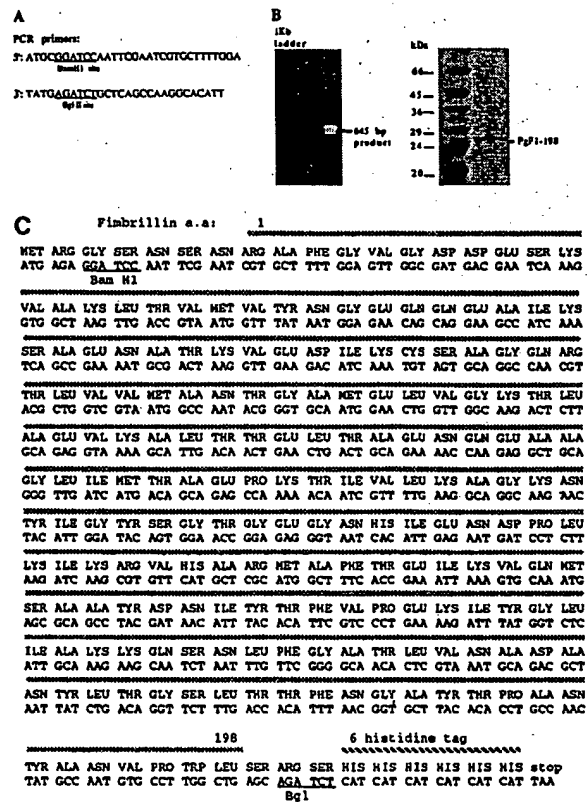 A
PCR primers:
5': ATGCGGATCCAATTCGAATCGTGCTTTTGGA
BamH1 site
3': TATGAGATCTGCTCAGCCAAGGCACATT
Bgl II site
B
1Kb
ladder
645 bp
product
kDa
66
45
36
29
24
20
PgF1-198
C
Fimbrillin a.a: 1
MET ARG GLY SER ASN SER ASN ARG ALA PHE GLY VAL GLY ASP ASP GLU SER LYS
ATG AGA GGA TCC AAT TCG AAT CGT GCT TTT GGA GTT GGC GAT GAC GAA TCA AAG
Bam H1
VAL ALA LYS LEU THR VAL MET VAL TYR ASN GLY GLU GLN GLN GLU ALA ILE LYS
GTG GCT AAG TTG ACC GTA ATG GTT TAT AAT GGA GAA CAG CAG GAA GCC ATC AAA
SER ALA GLU ASN ALA THR LYS VAL GLU ASP ILE LYS CYS SER ALA GLY GLN ARG
TCA GCC GAA AAT GCG ACT AAG GTT GAA GAC ATC AAA TGT AGT GCA GGC CAA CGT
THR LEU VAL VAL MET ALA ASN THR GLY ALA MET GLU LEU VAL GLY LYS THR LEU
ACG CTG GTC GTA ATG GCC AAT ACG GGT GCA ATG GAA CTG GTT GGC AAG ACT CTT
ALA GLU VAL LYS ALA LEU THR THR GLU LEU THR ALA GLU ASN GLN GLU ALA ALA
GCA GAG GTA AAA GCA TTG ACA ACT GAA CTG ACT GCA GAA AAC CAA GAG GCT GCA
GLY LEU ILE MET THR ALA GLU PRO LYS THR ILE VAL LEU LYS ALA GLY LYS ASN
GGG TTG ATC ATG ACA GCA GAG CCA AAA ACA ATC GTT TTG AAG GCA GGC AAG AAC
TYR ILE GLY TYR SER GLY THR GLY GLU GLY ASN HIS ILE GLU ASN ASP PRO LEU
TAC ATT GGA TAC AGT GGA ACC GGA GAG GGT AAT CAC ATT GAG AAT GAT CCT CTT
LYS ILE LYS ARG VAL HIS ALA ARG MET ALA PHE THR GLU ILE LYS VAL GLN MET
AAG ATC AAG CGT GTT CAT GCT CGC ATG GCT TTC ACC GAA ATT AAA GTG CAA ATG
SER ALA ALA TYR ASP ASN ILE TYR THR PHE VAL PRO GLU LYS ILE TYR GLY LEU
AGC GCA GCC TAC GAT AAC ATT TAC ACA TTC GTC CCT GAA AAG ATT TAT GGT CTC
ILE ALA LYS LYS GLN SER ASN LEU PHE GLY ALA THR LEU VAL ASN ALA ASP ALA
ATT GCA AAG AAG CAA TCT AAT TTG TTC GGG GCA ACA CTC GTA AAT GCA GAC GCT
ASN TYR LEU THR GLY SER LEU THR THR PHE ASN GLY ALA TYR THR PRO ALA ASN
AAT TAT CTG ACA GGT TCT TTG ACC ACA TTT AAC GGT GCT TAC ACA CCT GCC AAC
198 6 histidine tag
TYR ALA ASN VAL PRO TRP LEU SER ARG SER HIS HIS HIS HIS HIS HIS stop
TAT GCC AAT GTG CCT TGG CTG AGC AGA TCT CAT CAT CAT CAT CAT CAT TAA
Bgl